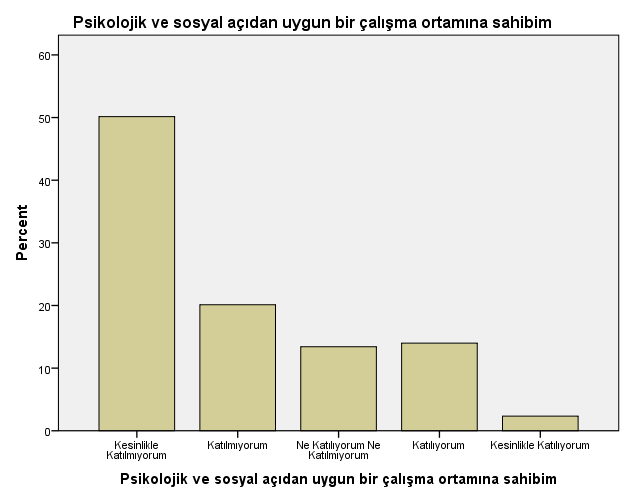 Psikolojik ve sosyal açıdan uygun bir çalışma ortamına sahibim
60
50
40
30
20
10
0
Percent
Kesinlikle
Katılmıyorum
Katılmıyorum
Ne Katılıyorum Ne
Katılmıyorum
Katılıyorum
Kesinlikle Katılıyorum
Psikolojik ve sosyal açıdan uygun bir çalışma ortamına sahibim